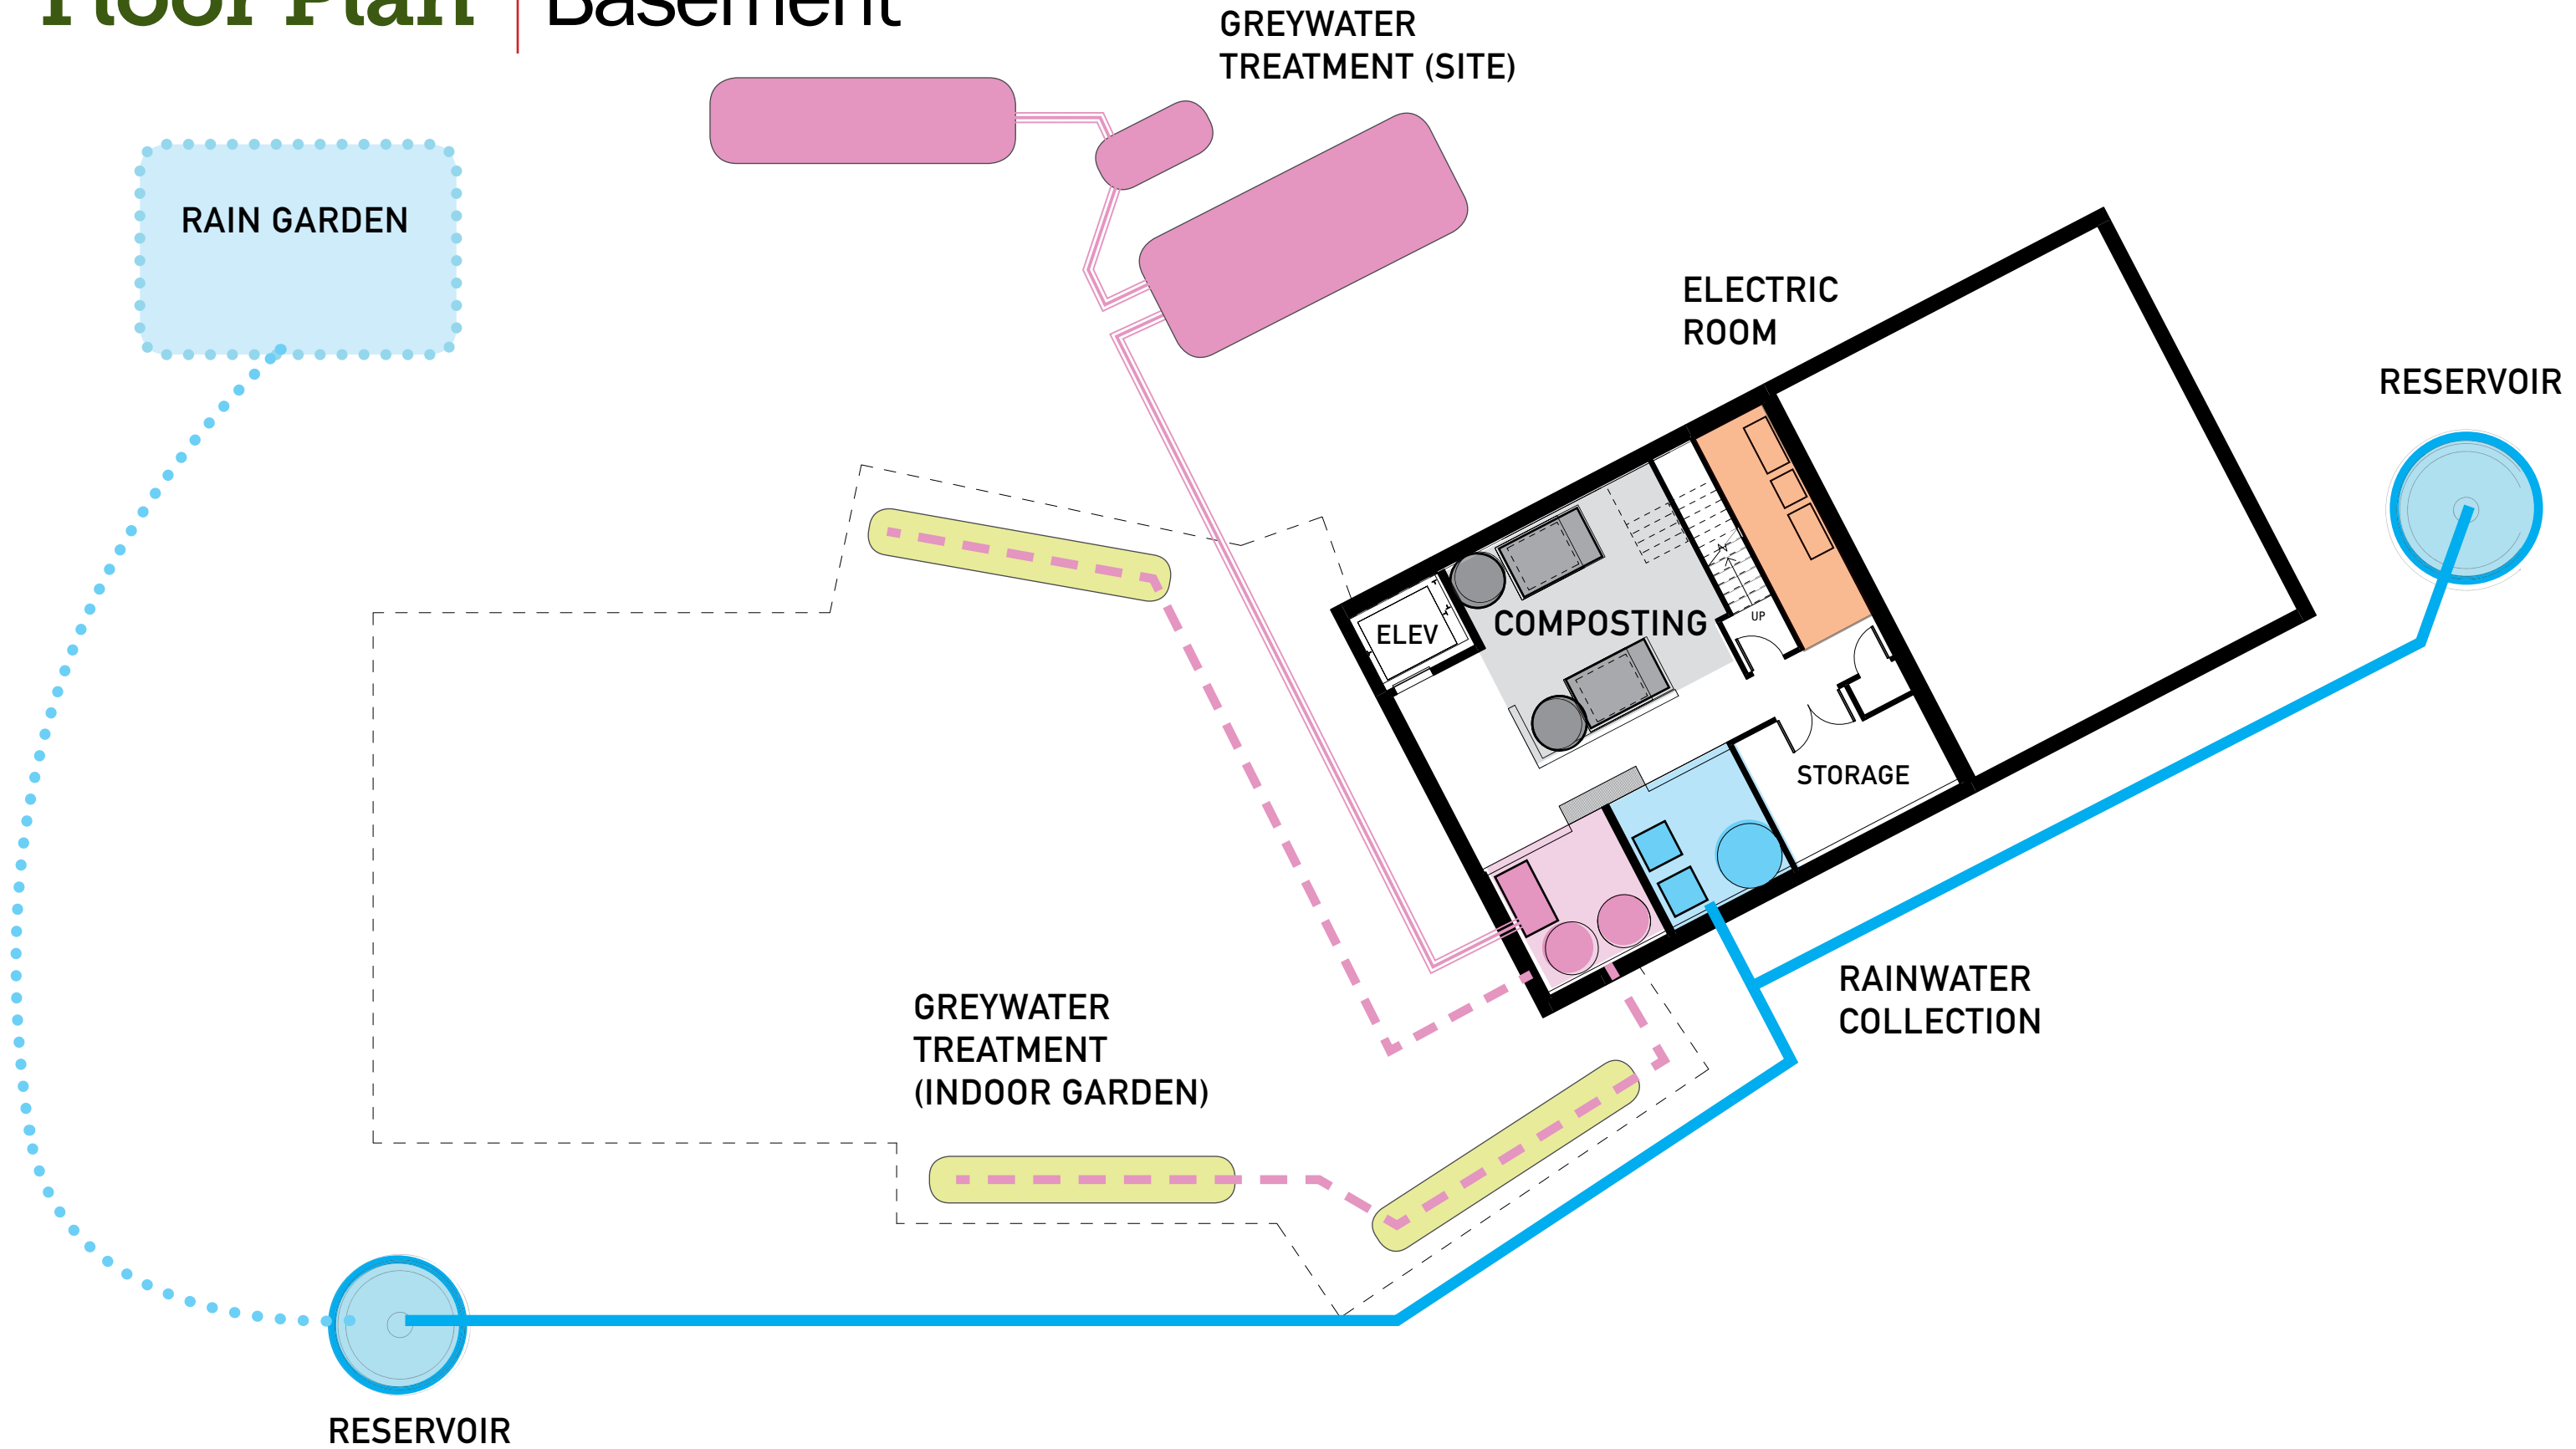 Floor Plan | Basement
GREYWATER
TREATMENT (SITE)
RAIN GARDEN
ELECTRIC
ROOM
RESERVOIR
ELEV
COMPOSTING
UP
STORAGE
RAINWATER
COLLECTION
GREYWATER
TREATMENT
(INDOOR GARDEN)
RESERVOIR